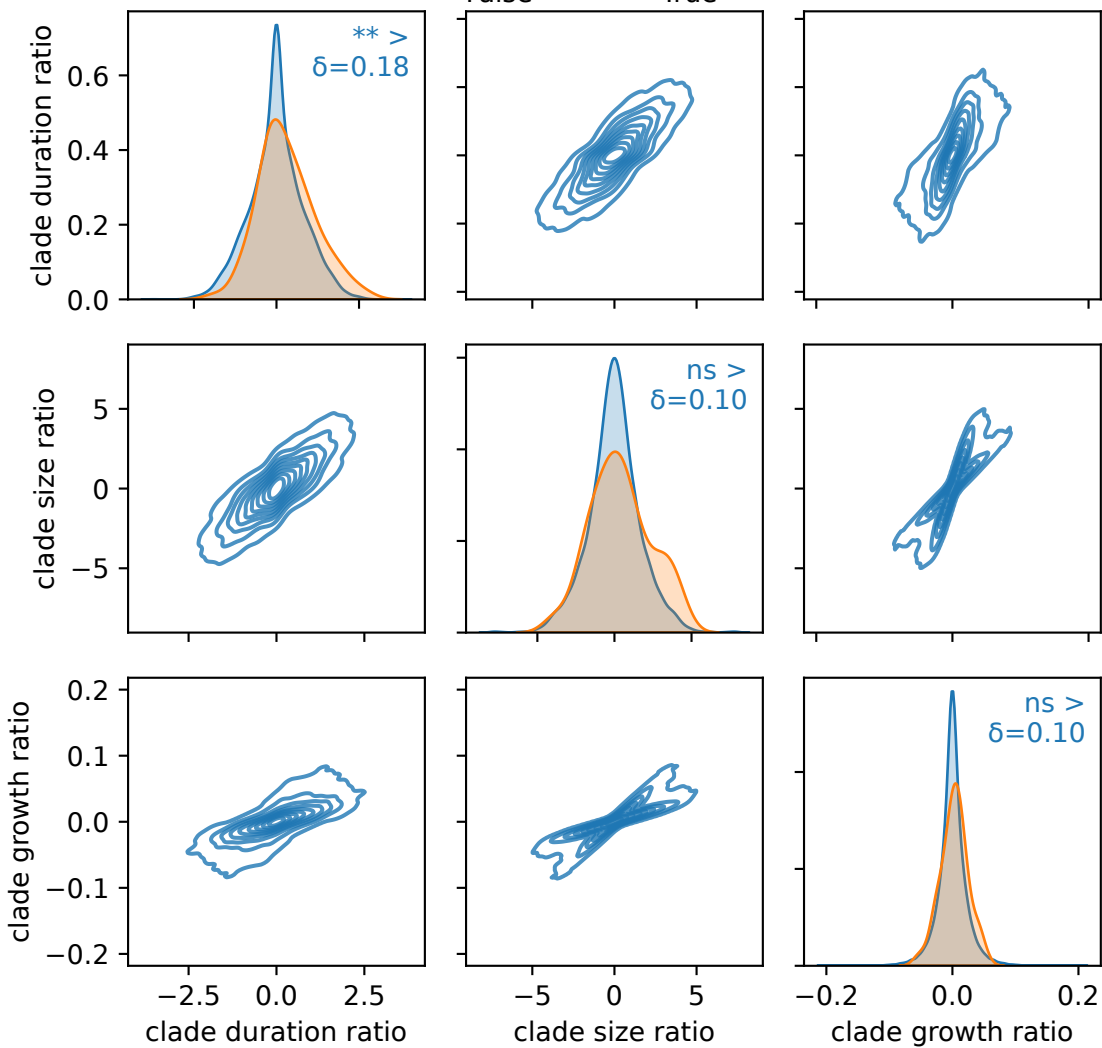 clade duration ratio
0.6
0.4
0.2
0.0
** >
δ=0.18
clade size ratio
5
0
−5
ns >
δ=0.10
clade growth ratio
0.2
0.1
0.0
−0.1
−0.2
ns >
δ=0.10
−2.5 0.0 2.5
−5 0 5
−0.2 0.0 0.2
clade duration ratio
clade size ratio
clade growth ratio